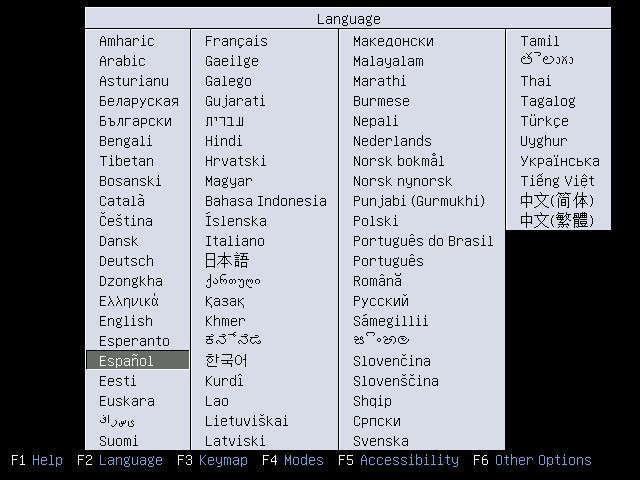 Language
Amharic
Arabic
Asturianu
Беларуская
Български
Bengali
Tibetan
Bosanski
Català
Čeština
Dansk
Deutsch
Dzongkha
Ελληνικά
English
Esperanto
Español
Eesti
Euskara
Suomi
Français
Gaeilge
Galego
Gujarati
עברית
Hindi
Hrvatski
Magyar
Bahasa Indonesia
Íslenska
Italiano
日本語
ქართული
Қазақ
Khmer
한국어
Kurdî
Lao
Lietuviškai
Latviski
Македонски
Malayalam
Marathi
Burmese
Nepali
Nederlands
Norsk bokmål
Norsk nynorsk
Punjabi (Gurmukhi)
Polski
Português do Brasil
Português
Română
Русский
Sámegillii
Slovenčina
Slovenščina
Shqip
Српски
Svenska
Tamil
Thai
Tagalog
Türkçe
Uyghur
Українська
Tiếng Việt
中文(简体)
中文(繁體)
F1 Help F2 Language F3 Keymap F4 Modes F5 Accessibility F6 Other Options